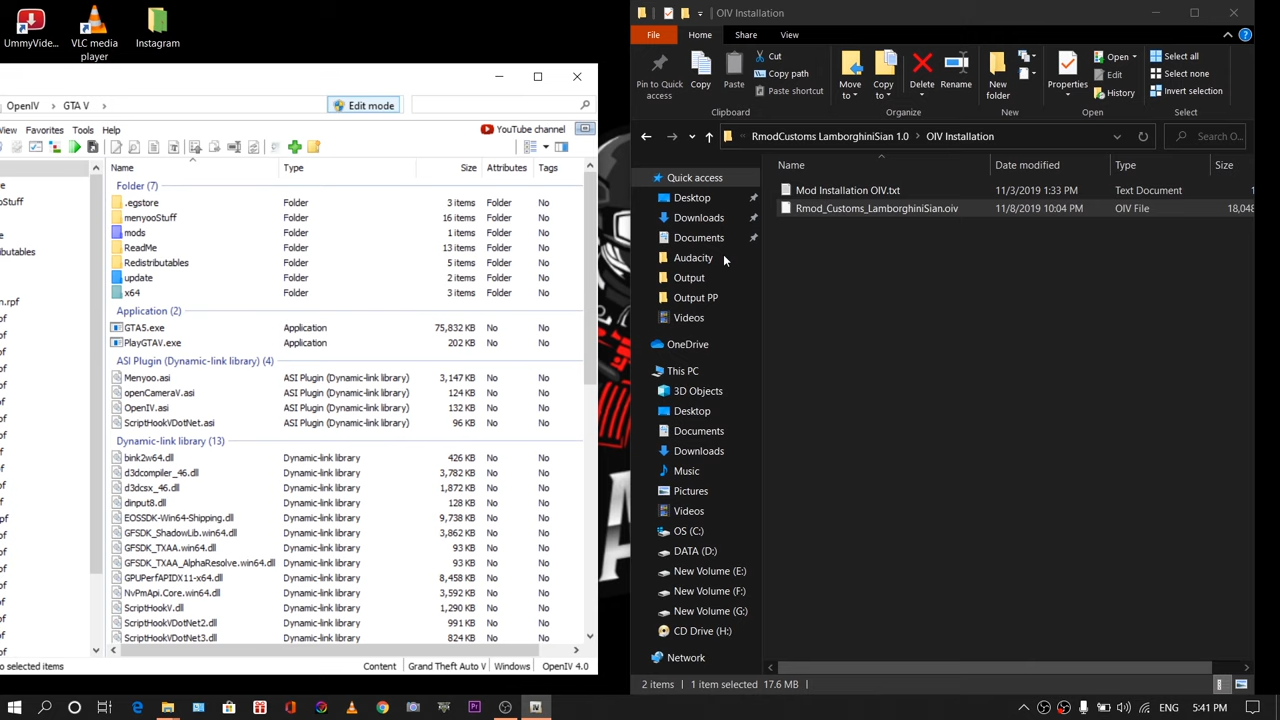 UmmyVide...
VLC media
player
Instagram
OpenIV
GTA V
Edit mode
View
Favorites
Tools
Help
YouTube channel
Name
Type
Size
Attributes
Tags
Folder (7)
.egstore
Folder
3 items
Folder
No
menyooStuff
Folder
16 items
Folder
No
mods
Folder
1 items
Folder
No
ReadMe
Folder
13 items
Folder
No
Redistributables
Folder
5 items
Folder
No
update
Folder
2 items
Folder
No
x64
Folder
3 items
Folder
No
Application (2)
GTA5.exe
Application
75,832 KB
No
No
PlayGTAV.exe
Application
202 KB
No
No
ASI Plugin (Dynamic-link library) (4)
Menyoo.asi
ASI Plugin (Dynamic-link library)
3,147 KB
No
No
openCameraV.asi
ASI Plugin (Dynamic-link library)
124 KB
No
No
OpenIV.asi
ASI Plugin (Dynamic-link library)
132 KB
No
No
ScriptHookVDotNet.asi
ASI Plugin (Dynamic-link library)
96 KB
No
No
Dynamic-link library (13)
bink2w64.dll
Dynamic-link library
426 KB
No
No
d3dcompiler_46.dll
Dynamic-link library
3,782 KB
No
No
d3dcsx_46.dll
Dynamic-link library
1,872 KB
No
No
dinput8.dll
Dynamic-link library
128 KB
No
No
EOSSDK-Win64-Shipping.dll
Dynamic-link library
9,738 KB
No
No
GFSDK_ShadowLib.win64.dll
Dynamic-link library
3,862 KB
No
No
GFSDK_TXAA.win64.dll
Dynamic-link library
93 KB
No
No
GFSDK_TXAA_AlphaResolve.win64.dll
Dynamic-link library
93 KB
No
No
GPUPerfAPIDX11-x64.dll
Dynamic-link library
8,458 KB
No
No
NvPmApi.Core.win64.dll
Dynamic-link library
3,592 KB
No
No
ScriptHookV.dll
Dynamic-link library
1,290 KB
No
No
ScriptHookVDotNet2.dll
Dynamic-link library
991 KB
No
No
ScriptHookVDotNet3.dll
Dynamic-link library
824 KB
No
No
o selected items
Content
Grand Theft Auto V
Windows
OpenIV 4.0
OIV Installation
File
Home
Share
View
Pin to Quick
access
Copy
Paste
Cut
Copy path
Paste shortcut
Clipboard
Move
to
Copy
to
Delete
Rename
Organize
New
folder
New
Properties
Open
Edit
History
Open
Select all
Select none
Invert selection
Select
RmodCustoms LamborghiniSian 1.0
OIV Installation
Search O...
Name
Date modified
Type
Size
Mod Installation OIV.txt
11/3/2019 1:33 PM
Text Document
1
Rmod_Customs_LamborghiniSian.oiv
11/8/2019 10:04 PM
OIV File
18,048
Quick access
Desktop
Downloads
Documents
Audacity
Output
Output PP
Videos
OneDrive
This PC
3D Objects
Desktop
Documents
Downloads
Music
Pictures
Videos
OS (C:)
DATA (D:)
New Volume (E:)
New Volume (F:)
New Volume (G:)
CD Drive (H:)
Network
2 items
1 item selected 17.6 MB
ENG
5:41 PM